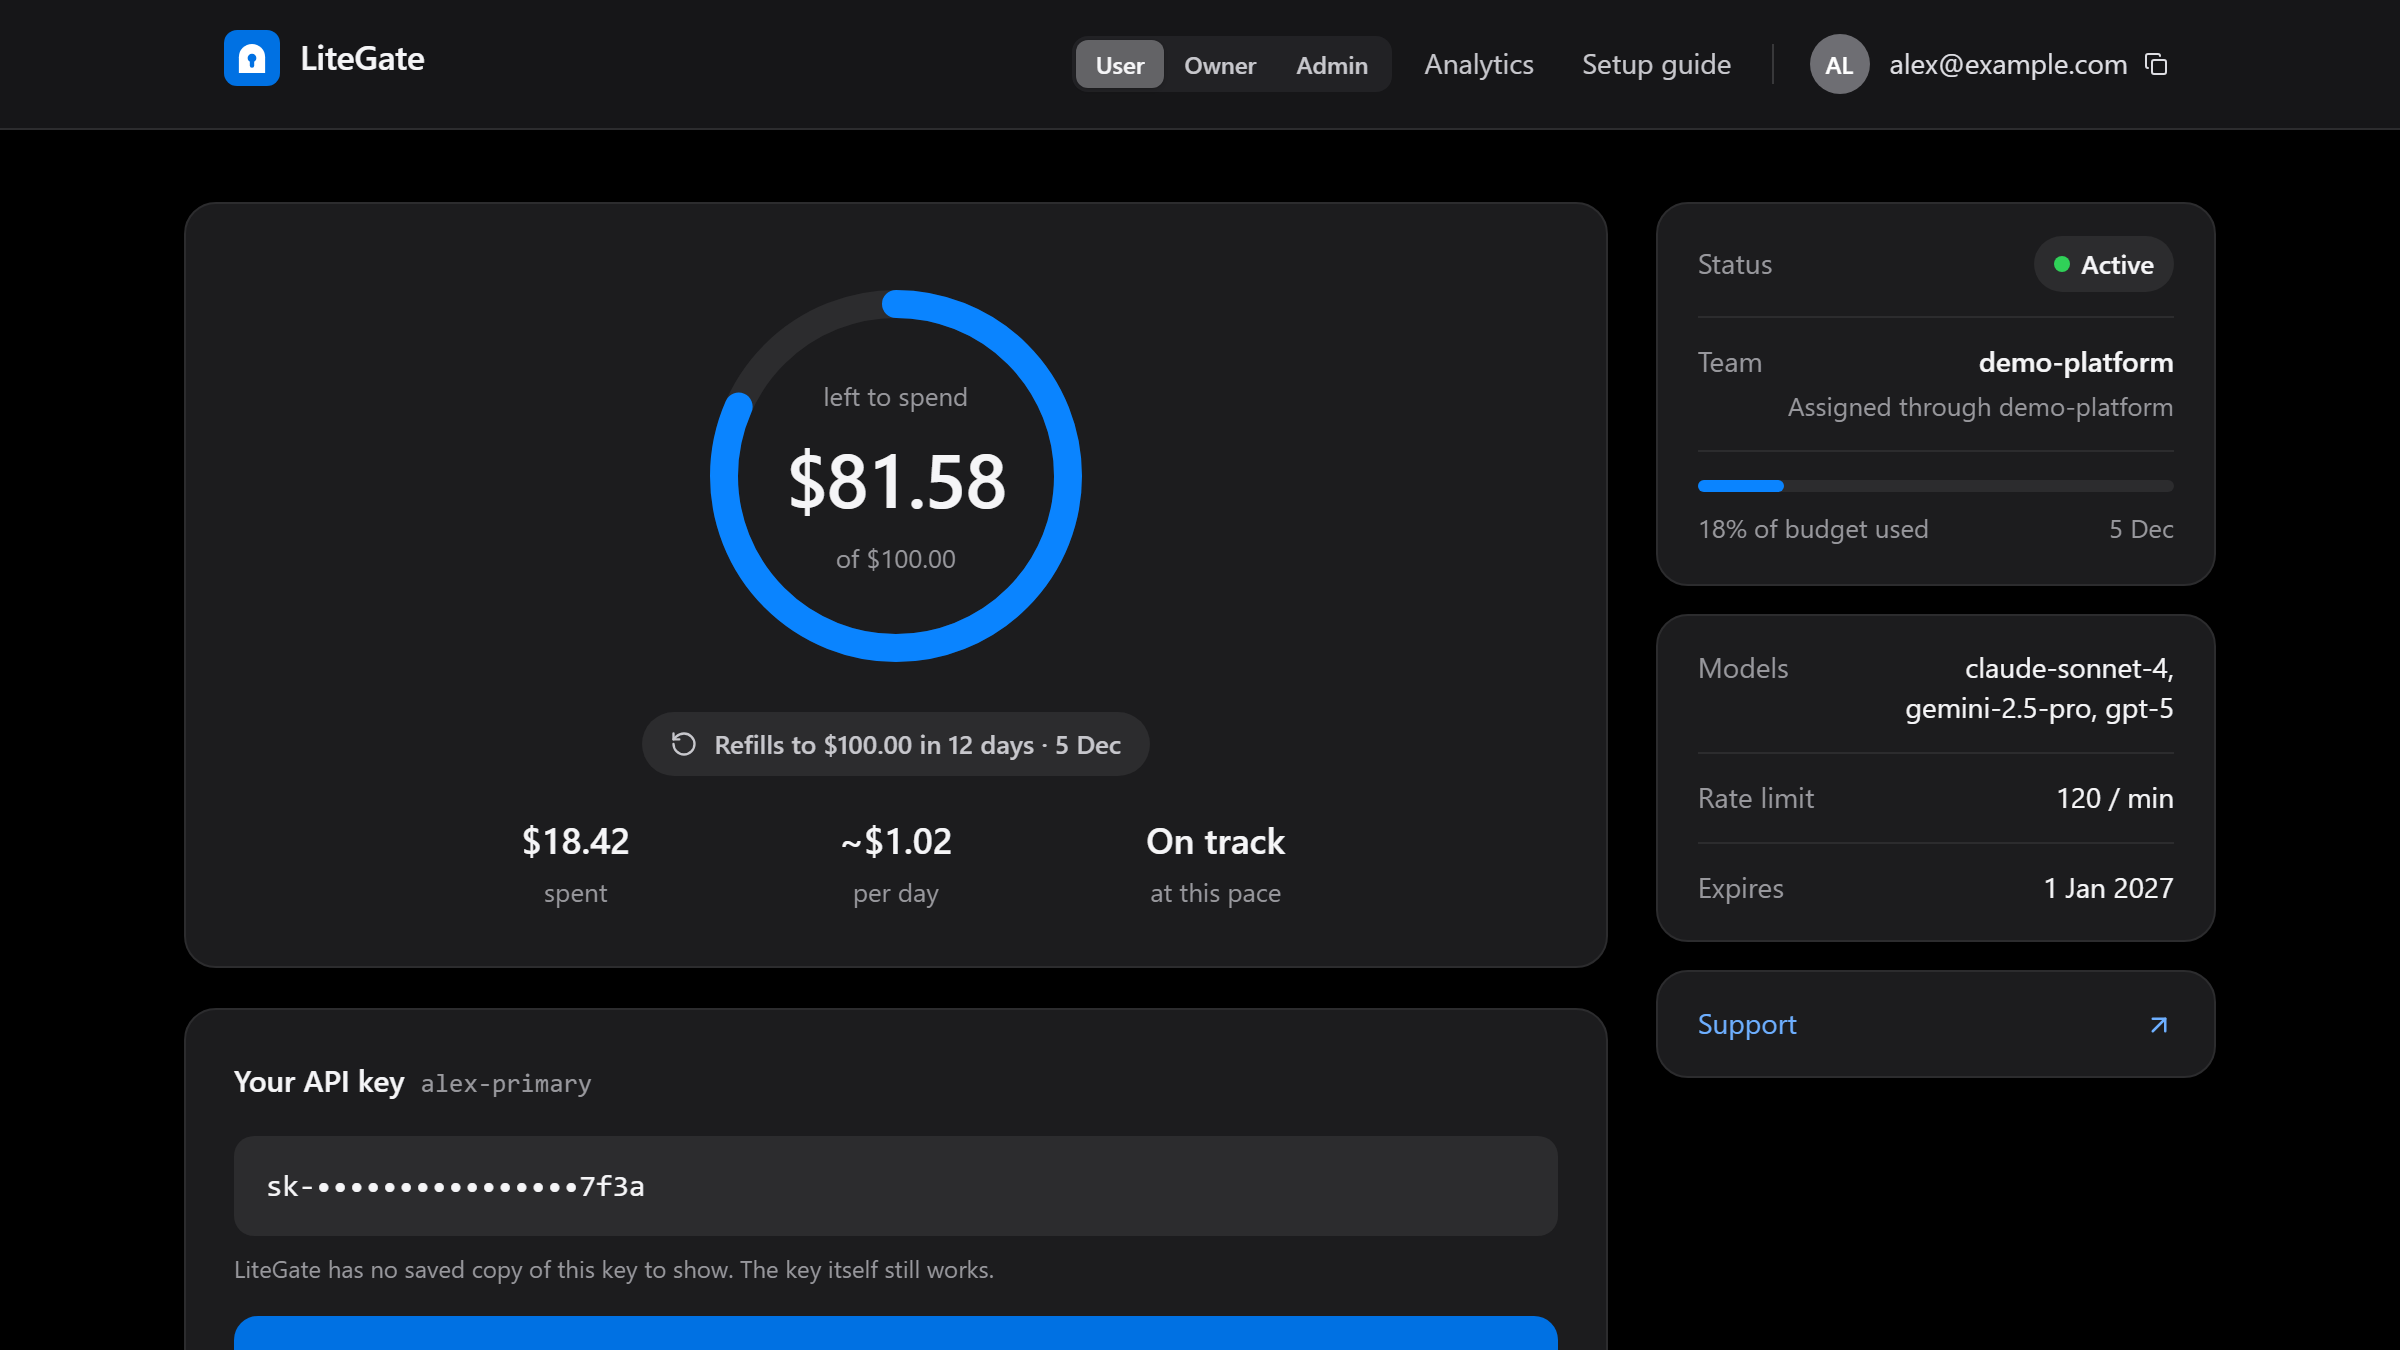 LiteGate
User Owner Admin Analytics Setup guide AL alex@example.com
left to spend
$81.58
of $100.00
Refills to $100.00 in 12 days · 5 Dec
$18.42 ~$1.02 On track
spent per day at this pace
Your API key alex-primary
sk-••••••••••••••••7f3a
LiteGate has no saved copy of this key to show. The key itself still works.
Status Active
Team demo-platform
Assigned through demo-platform
18% of budget used 5 Dec
Models claude-sonnet-4,
gemini-2.5-pro, gpt-5
Rate limit 120 / min
Expires 1 Jan 2027
Support